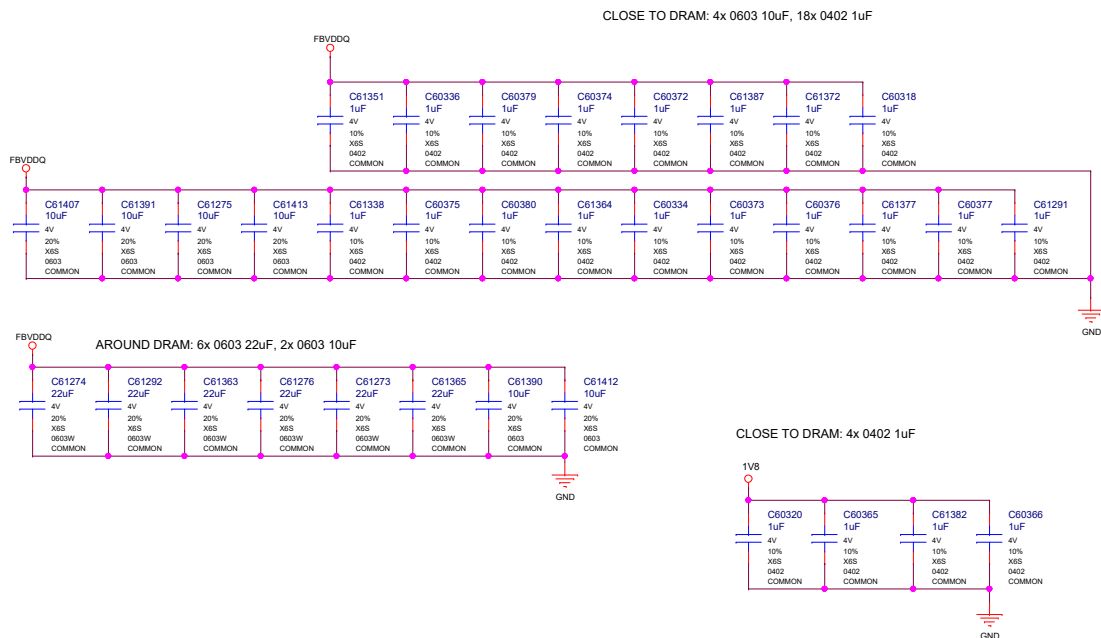 CLOSE TO DRAM: 4x 0603 10uF, 18x 0402 1uF
FBVDDQ
C61351 C60336 C60379 C60374 C60372 C61387 C61372 C60318
1uF 1uF 1uF 1uF 1uF 1uF 1uF 1uF
4V 4V 4V 4V 4V 4V 4V 4V
10% 10% 10% 10% 10% 10% 10% 10%
X6S X6S X6S X6S X6S X6S X6S X6S
0402 0402 0402 0402 0402 0402 0402 0402
COMMON COMMON COMMON COMMON COMMON COMMON COMMON COMMON
FBVDDQ
C61407 C61391 C61275 C61413 C61338 C60375 C60380 C61364 C60334 C60373 C60376 C61377 C60377 C61291
10uF 10uF 10uF 10uF 1uF 1uF 1uF 1uF 1uF 1uF 1uF 1uF 1uF 1uF
4V 4V 4V 4V 4V 4V 4V 4V 4V 4V 4V 4V 4V 4V
20% 20% 20% 20% 10% 10% 10% 10% 10% 10% 10% 10% 10% 10%
X6S X6S X6S X6S X6S X6S X6S X6S X6S X6S X6S X6S X6S X6S
0603 0603 0603 0603 0402 0402 0402 0402 0402 0402 0402 0402 0402 0402
COMMON COMMON COMMON COMMON COMMON COMMON COMMON COMMON COMMON COMMON COMMON COMMON COMMON COMMON
GND
FBVDDQ
AROUND DRAM: 6x 0603 22uF, 2x 0603 10uF
C61274 C61292 C61363 C61276 C61273 C61365 C61390 C61412
22uF 22uF 22uF 22uF 22uF 22uF 10uF 10uF
4V 4V 4V 4V 4V 4V 4V 4V
20% 20% 20% 20% 20% 20% 20% 20%
X6S X6S X6S X6S X6S X6S X6S X6S
0603W 0603W 0603W 0603W 0603W 0603W 0603 0603
COMMON COMMON COMMON COMMON COMMON COMMON COMMON COMMON
GND
CLOSE TO DRAM: 4x 0402 1uF
1V8
C60320 C60365 C61382 C60366
1uF 1uF 1uF 1uF
4V 4V 4V 4V
10% 10% 10% 10%
X6S X6S X6S X6S
0402 0402 0402 0402
COMMON COMMON COMMON COMMON
GND